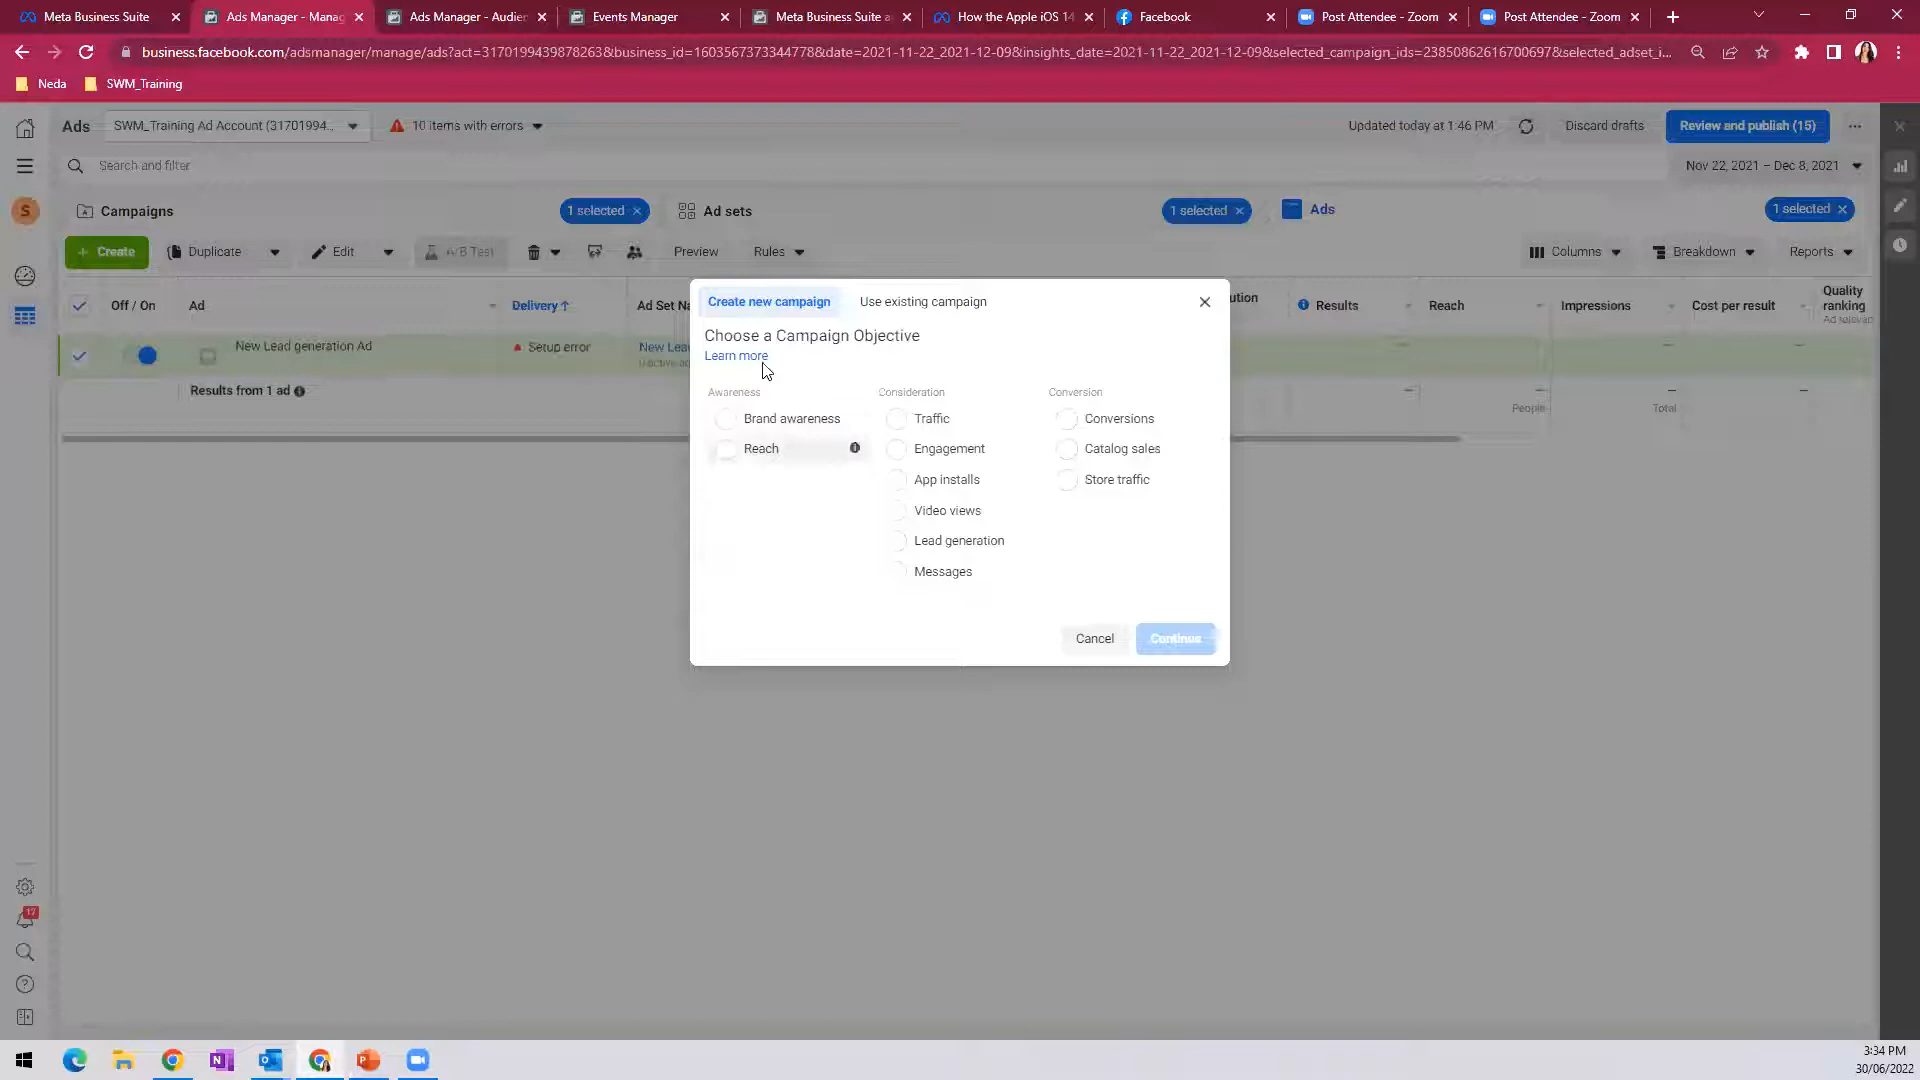 Meta Business Suite
Ads Manager - Manag
Ads Manager - Audien
Events Manager
Meta Business Suite a
How the Apple iOS 14
Facebook
Post Attendee - Zoom
Post Attendee - Zoom
business.facebook.com/adsmanager/manage/ads?act=3170199439878263&business_id=16035673733447​78&date=2021-11-22_2021-12-09&insights_date=2021-11-22_2021-12-09&selected_campaign_ids=23850862616700697&selected_adset_i...
Neda
SWM_Training
Ads
SWM_Training Ad Account (31701994...
10 items with errors
Updated today at 1:46 PM
Discard drafts
Review and publish (15)
Search and filter
Nov 22, 2021 – Dec 8, 2021
S
Campaigns
1 selected
Ad sets
1 selected
Ads
1 selected
+ Create
Duplicate
Edit
A/B Test
Preview
Rules
Columns
Breakdown
Reports
Off / On
Ad
Delivery ↑
Ad Set Na
ution
Results
Reach
Impressions
Cost per result
Quality
ranking
Ad relevan
New Lead generation Ad
Setup error
New Lea
Results from 1 ad
People
Total
Create new campaign
Use existing campaign
Choose a Campaign Objective
Learn more
Awareness
Consideration
Conversion
Brand awareness
Traffic
Conversions
Reach
Engagement
Catalog sales
App installs
Store traffic
Video views
Lead generation
Messages
Cancel
Continue
17
3:34 PM
30/06/2022